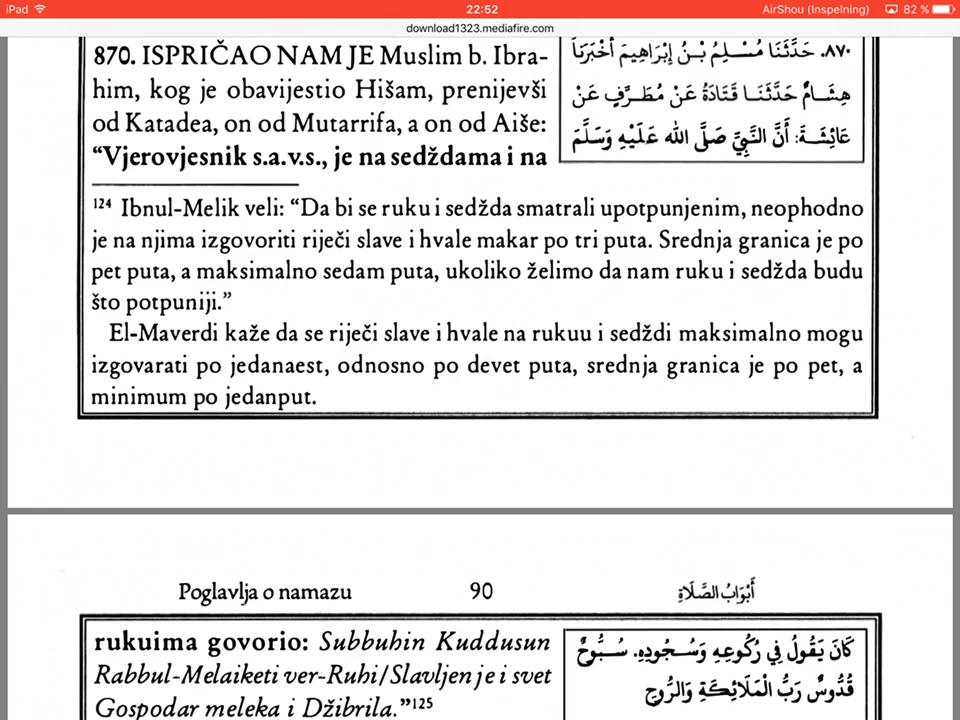 iPad 22:52 AirShou (Inspelning) 82 %
download1323.mediafire.com
870. ISPRIČAO NAM JE Muslim b. Ibra-
him, kog je obavijestio Hišam, prenijevši
od Katadea, on od Mutarrifa, a on od Aiše:
“Vjerovjesnik s.a.v.s., je na sedždama i na
٨٧٠. حَدَّثَنَا مُسْلِمُ بْنُ إِبْرَاهِيمَ أَخْبَرَنَا
هِشَامٌ حَدَّثَنَا قَتَادَةُ عَنْ مُطَرِّفٍ عَنْ
عَائِشَةَ: أَنَّ النَّبِيَّ صَلَّى الله عَلَيْهِ وَسَلَّمَ
124 Ibnul-Melik veli: “Da bi se ruku i sedžda smatrali upotpunjenim, neophodno
je na njima izgovoriti riječi slave i hvale makar po tri puta. Srednja granica je po
pet puta, a maksimalno sedam puta, ukoliko želimo da nam ruku i sedžda budu
što potpuniji.”
El-Maverdi kaže da se riječi slave i hvale na rukuu i sedždi maksimalno mogu
izgovarati po jedanaest, odnosno po devet puta, srednja granica je po pet, a
minimum po jedanput.
Poglavlja o namazu 90 أَبْوَابُ الصَّلَاةِ
rukuima govorio: Subbuhin Kuddusun
Rabbul-Melaiketi ver-Ruhi/Slavljen je i svet
Gospodar meleka i Džibrila.”125
كَانَ يَقُولُ فِي رُكُوعِهِ وَسُجُودِهِ. سُبُّوحٌ
قُدُّوسٌ رَبُّ الْمَلَائِكَةِ وَالرُّوحِ